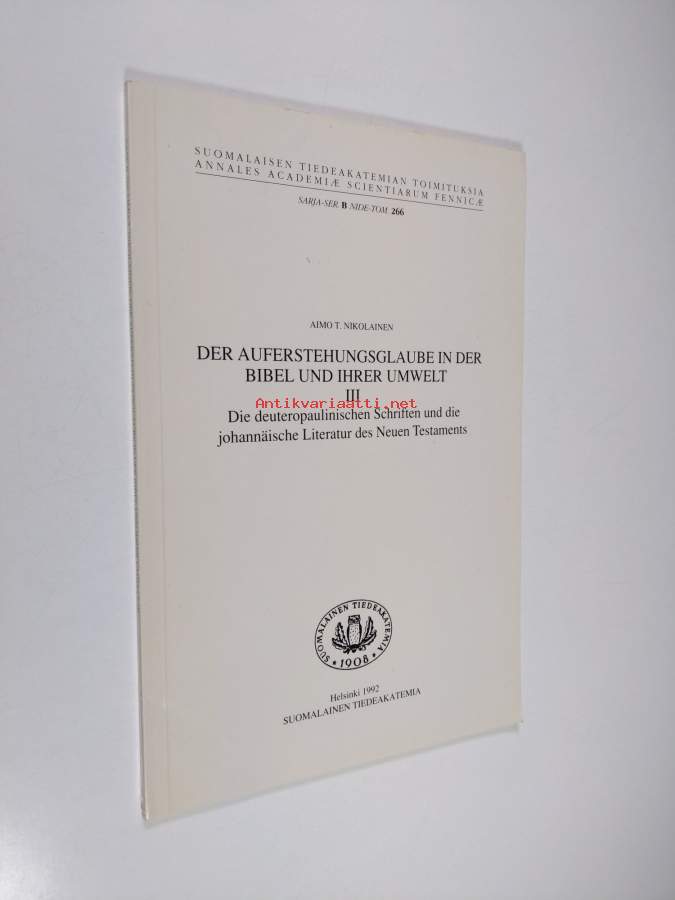 SUOMALAISEN TIEDEAKATEMIAN TOIMITUKSIA
ANNALES ACADEMIÆ SCIENTIARUM FENNICÆ
SARJA-SER. B NIDE-TOM. 266
AIMO T. NIKOLAINEN
DER AUFERSTEHUNGSGLAUBE IN DER
BIBEL UND IHRER UMWELT
III
Antikvariaatti.net
Die deuteropaulinischen Schriften und die
johannäische Literatur des Neuen Testaments
SUOMALAINEN TIEDEAKATEMIA
• 1908 •
Helsinki 1992
SUOMALAINEN TIEDEAKATEMIA